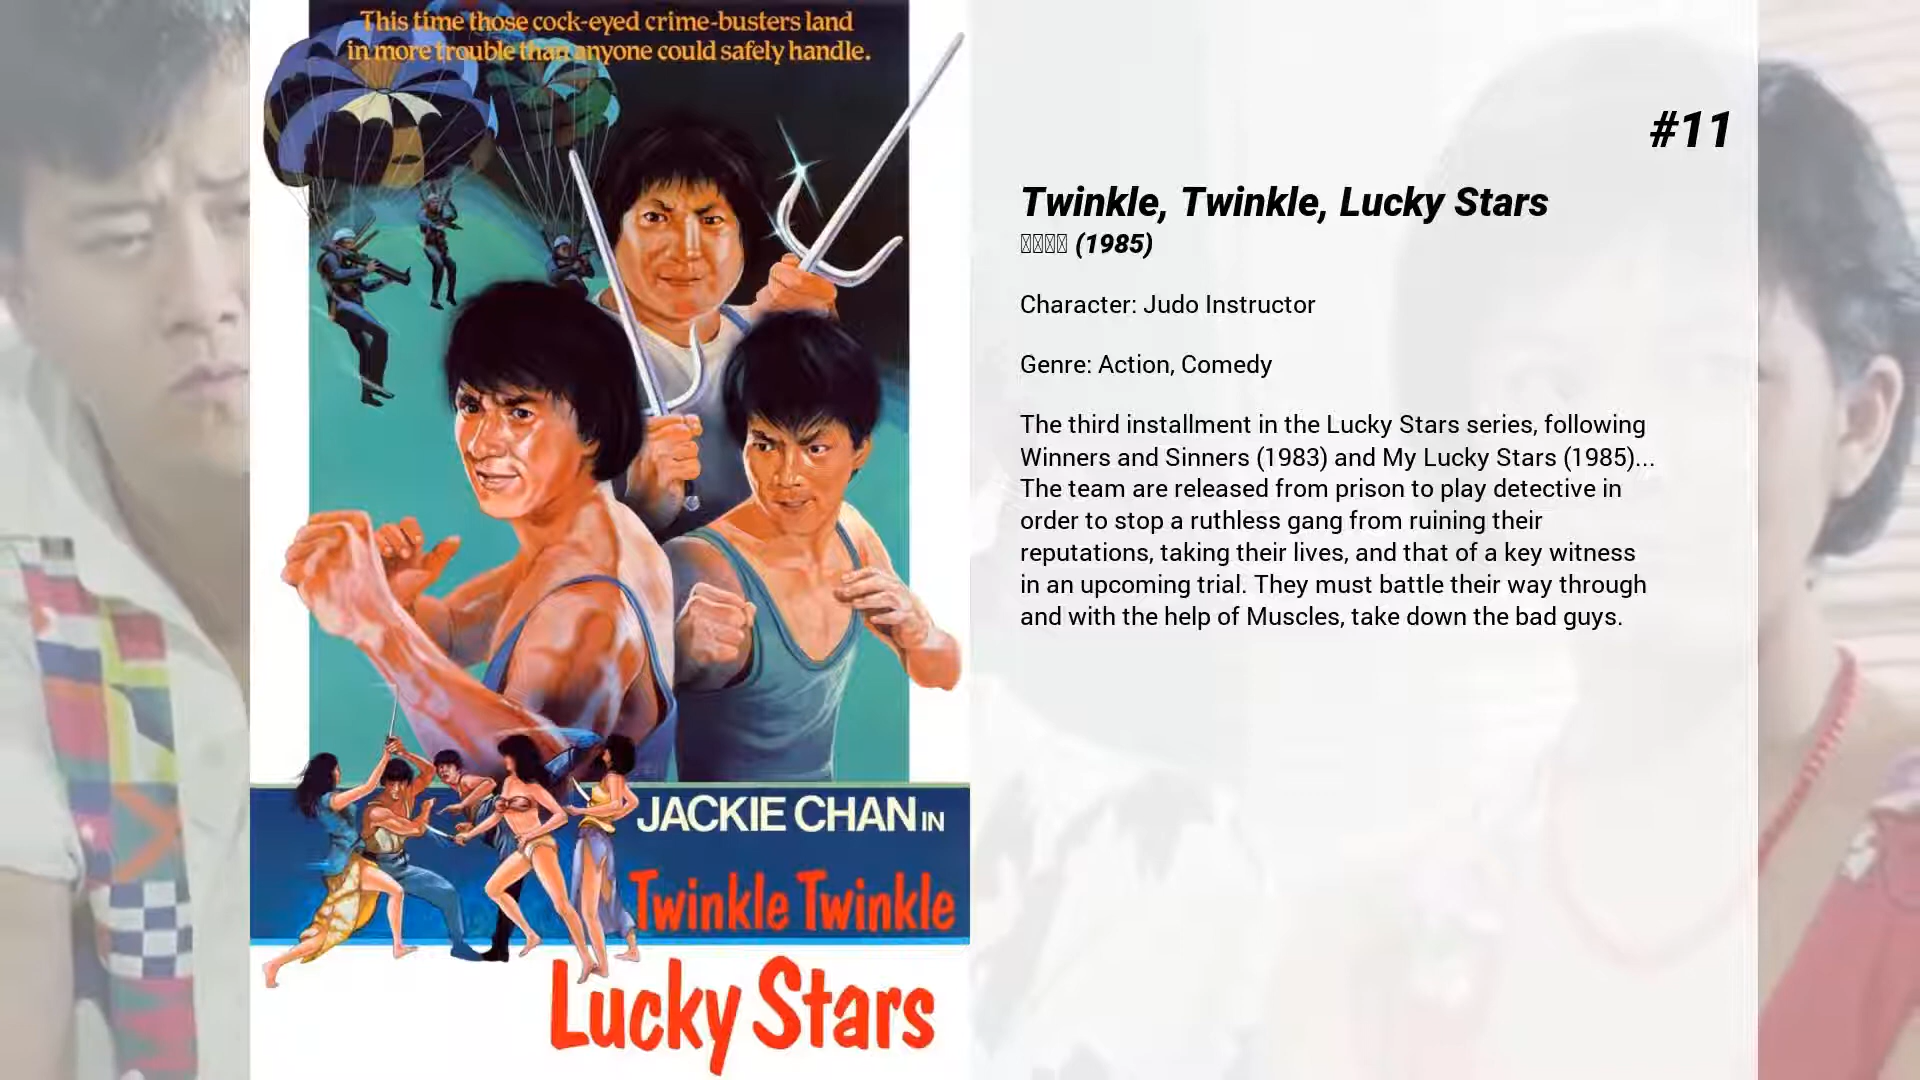 This time those cock-eyed crime-busters land
in more trouble than anyone could safely handle.
JACKIE CHAN IN
Twinkle Twinkle
Lucky Stars
#11
Twinkle, Twinkle, Lucky Stars
(1985)
Character: Judo Instructor
Genre: Action, Comedy
The third installment in the Lucky Stars series, following
Winners and Sinners (1983) and My Lucky Stars (1985)...
The team are released from prison to play detective in
order to stop a ruthless gang from ruining their
reputations, taking their lives, and that of a key witness
in an upcoming trial. They must battle their way through
and with the help of Muscles, take down the bad guys.